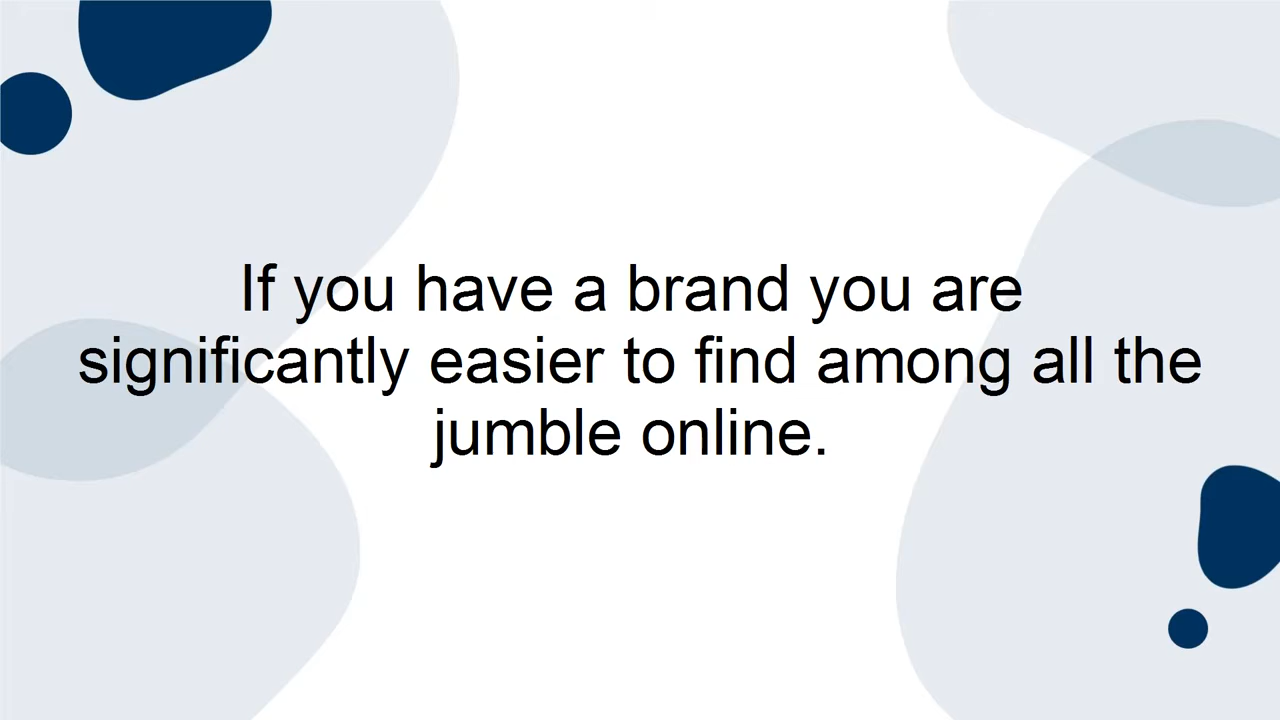 If you have a brand you are
significantly easier to find among all the
jumble online.